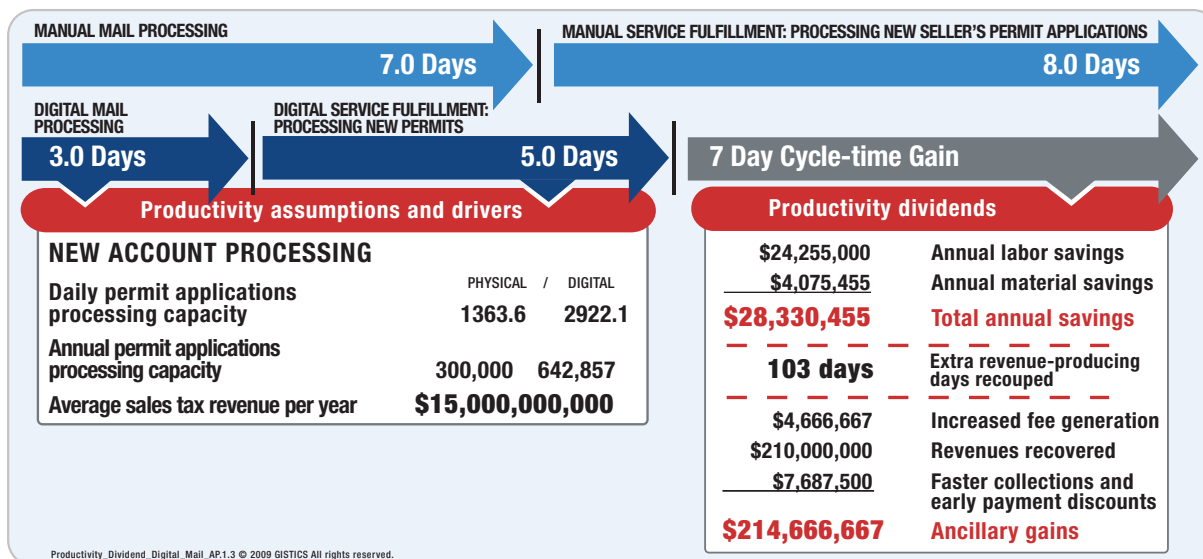 MANUAL MAIL PROCESSING
7.0 Days
MANUAL SERVICE FULFILLMENT: PROCESSING NEW SELLER'S PERMIT APPLICATIONS
8.0 Days
DIGITAL MAIL
PROCESSING
3.0 Days
DIGITAL SERVICE FULFILLMENT:
PROCESSING NEW PERMITS
5.0 Days
7 Day Cycle-time Gain
Productivity assumptions and drivers
NEW ACCOUNT PROCESSING
PHYSICAL / DIGITAL
Daily permit applications
processing capacity 1363.6 2922.1
Annual permit applications
processing capacity 300,000 642,857
Average sales tax revenue per year $15,000,000,000
Productivity dividends
$24,255,000 Annual labor savings
$4,075,455 Annual material savings
$28,330,455 Total annual savings
103 days Extra revenue-producing
days recouped
$4,666,667 Increased fee generation
$210,000,000 Revenues recovered
$7,687,500 Faster collections and
early payment discounts
$214,666,667 Ancillary gains
Productivity_Dividend_Digital_Mail_AP.1.3 © 2009 GISTICS All rights reserved.